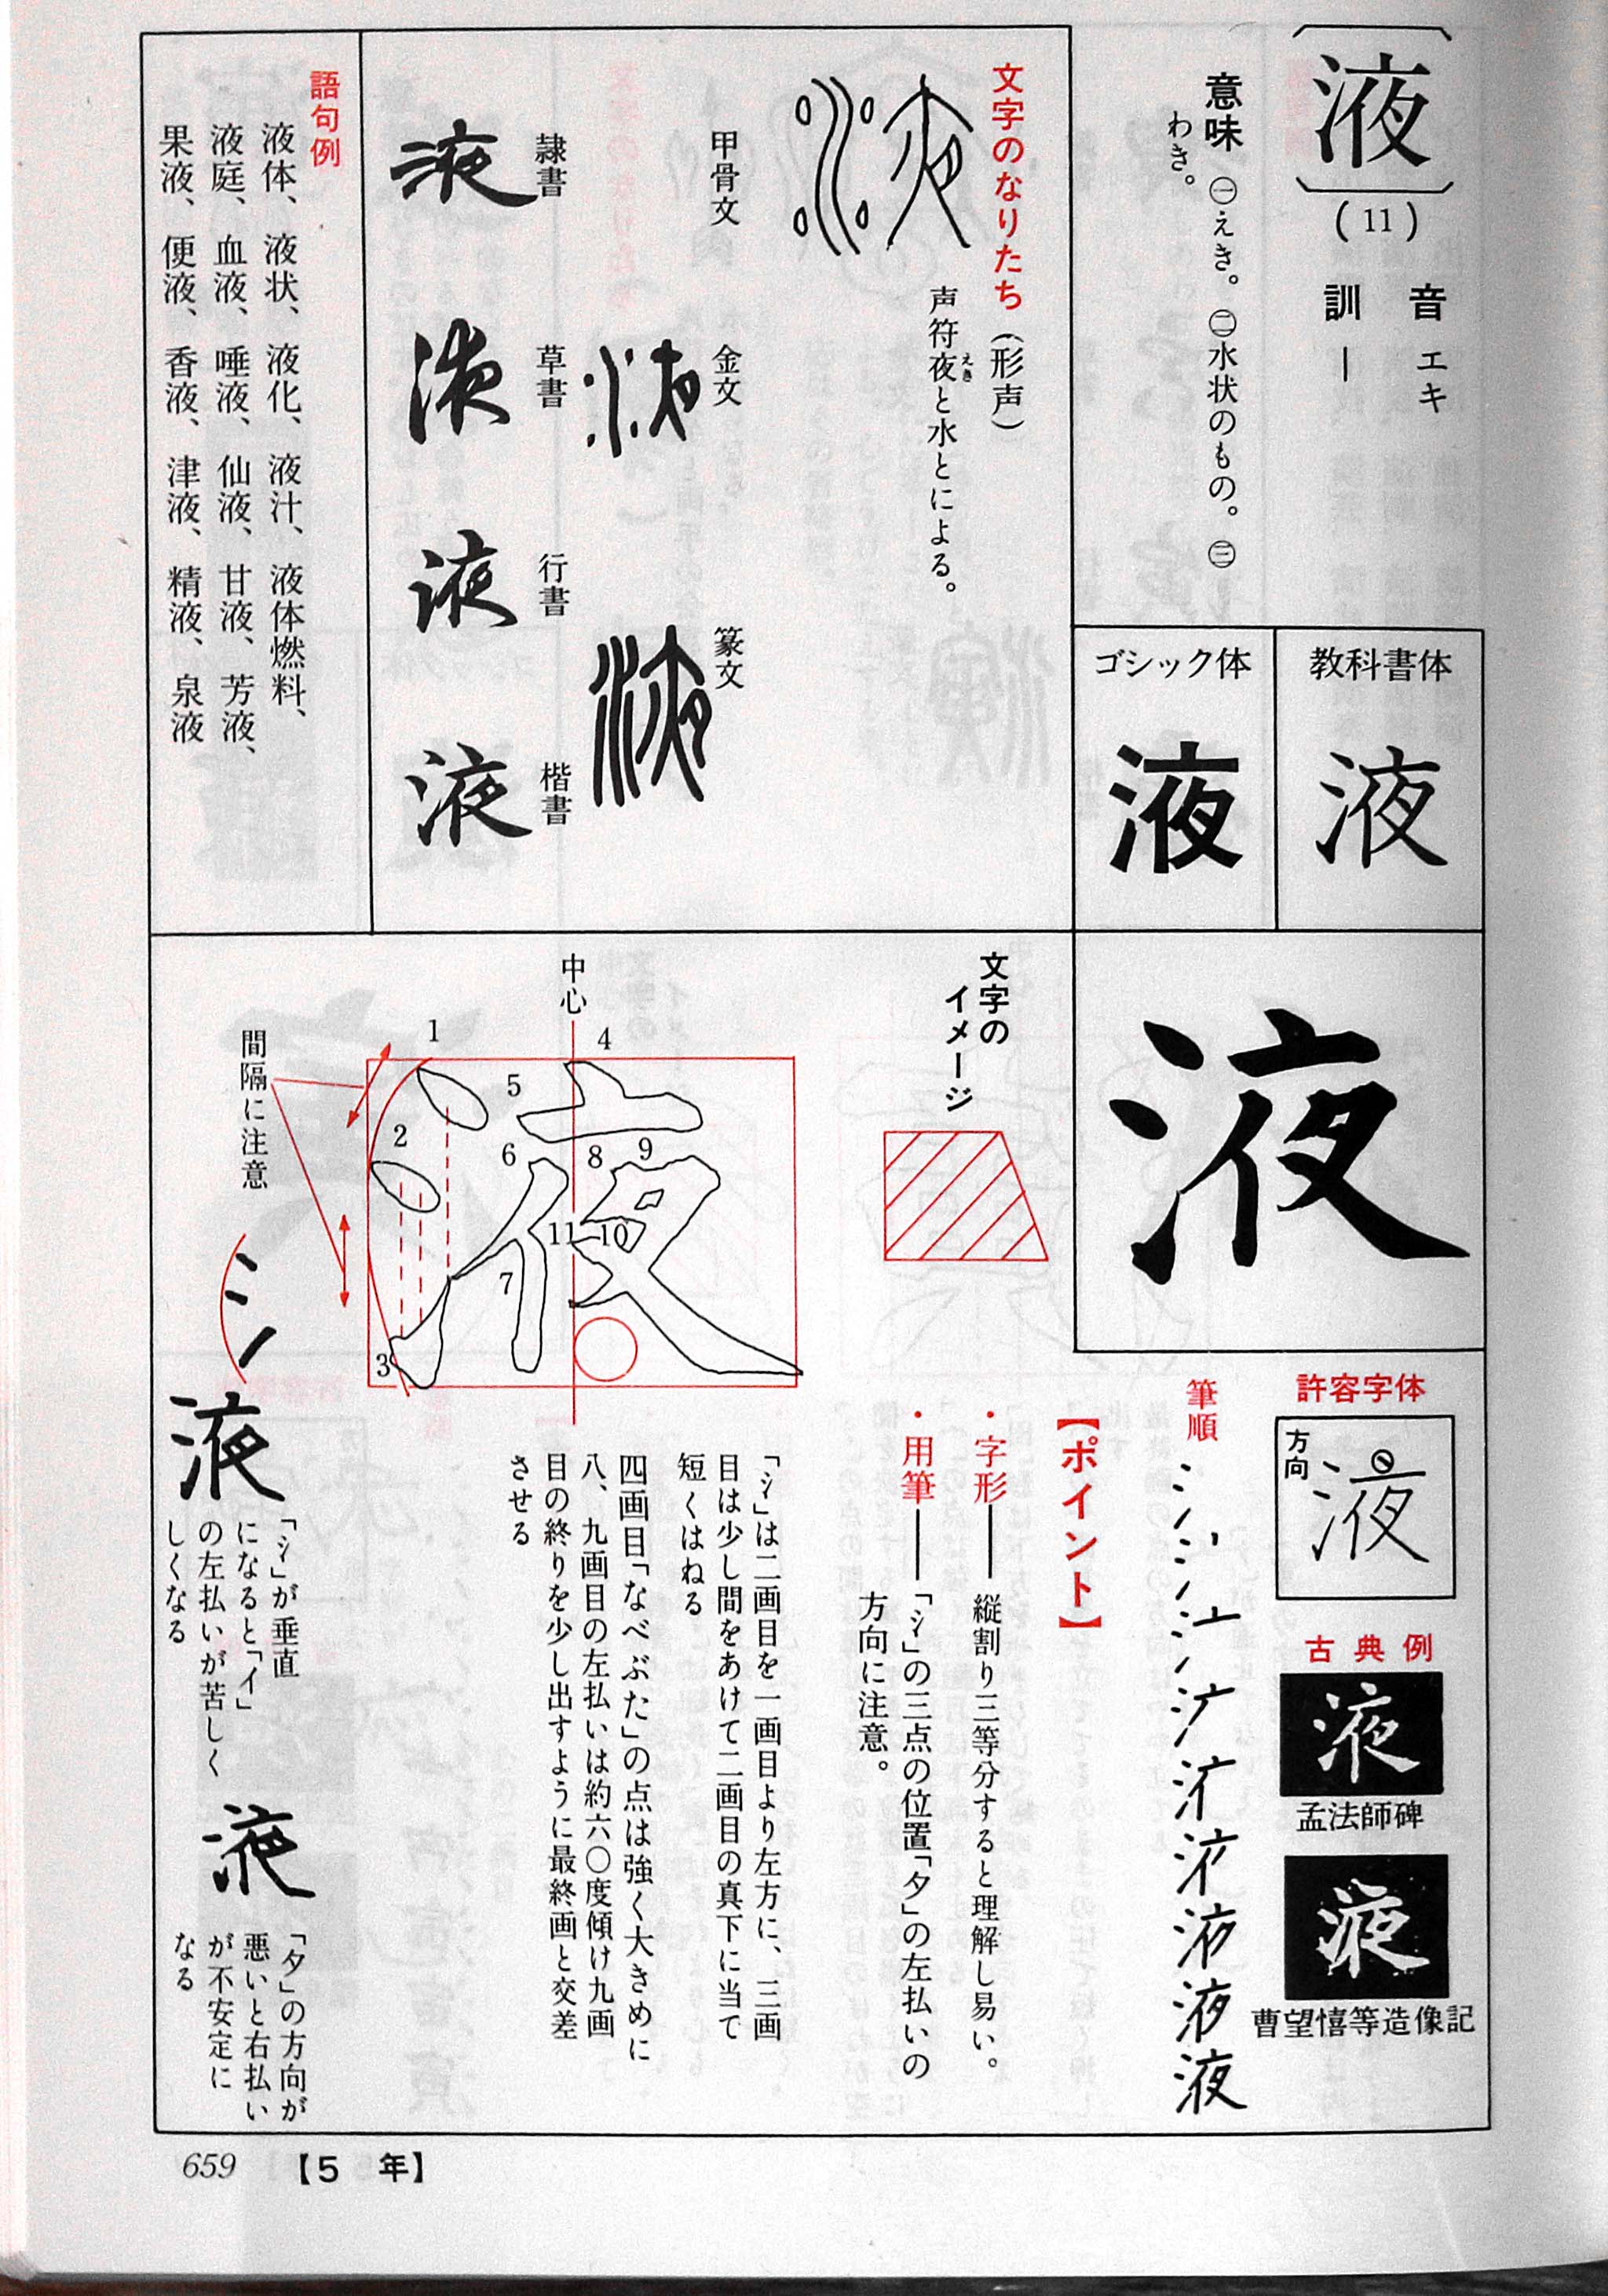 液
(11)
音 エキ
訓 ―
意味 ㊀えき。㊁水状のもの。㊂
わき。
教科書体
液
ゴシック体
液
文字のなりたち(形声)
声符夜えきと水とによる。
甲骨文
金文
篆文
隷書
液
草書
液
行書
液
楷書
液
語句例
液体、液状、液化、液汁、液体燃料、
液庭、血液、唾液、仙液、甘液、芳液、
果液、便液、香液、津液、精液、泉液
液
許容字体
方向
液
古典例
液
孟法師碑
液
曹望憘等造像記
筆順
液
文字の
イメージ
中心
1
2
3
4
5
6
7
8
9
10
11
間隔に注意
【ポイント】
・字形――縦割り三等分すると理解し易い。
・用筆――「氵」の三点の位置「夕」の左払いの
方向に注意。
「氵」は二画目を一画目より左方に、三画
目は少し間をあけて二画目の真下に当て
短くはねる
四画目「なべぶた」の点は強く大きめに
八、九画目の左払いは約六〇度傾け九画
目の終りを少し出すように最終画と交差
させる
液
「氵」が垂直
になると「イ」
の左払いが苦しく
しくなる
液
「夕」の方向が
悪いと右払い
が不安定に
なる
659 【5 年】